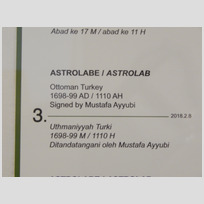 Abad ke 17 M / abad ke 11 H
ASTROLABE / ASTROLAB
Ottoman Turkey
1698-99 AD / 1110 AH
Signed by Mustafa Ayyubi
3.
2018.2.9
Uthmaniyyah Turki
1698-99 M / 1110 H
Ditandatangani oleh Mustafa Ayyubi